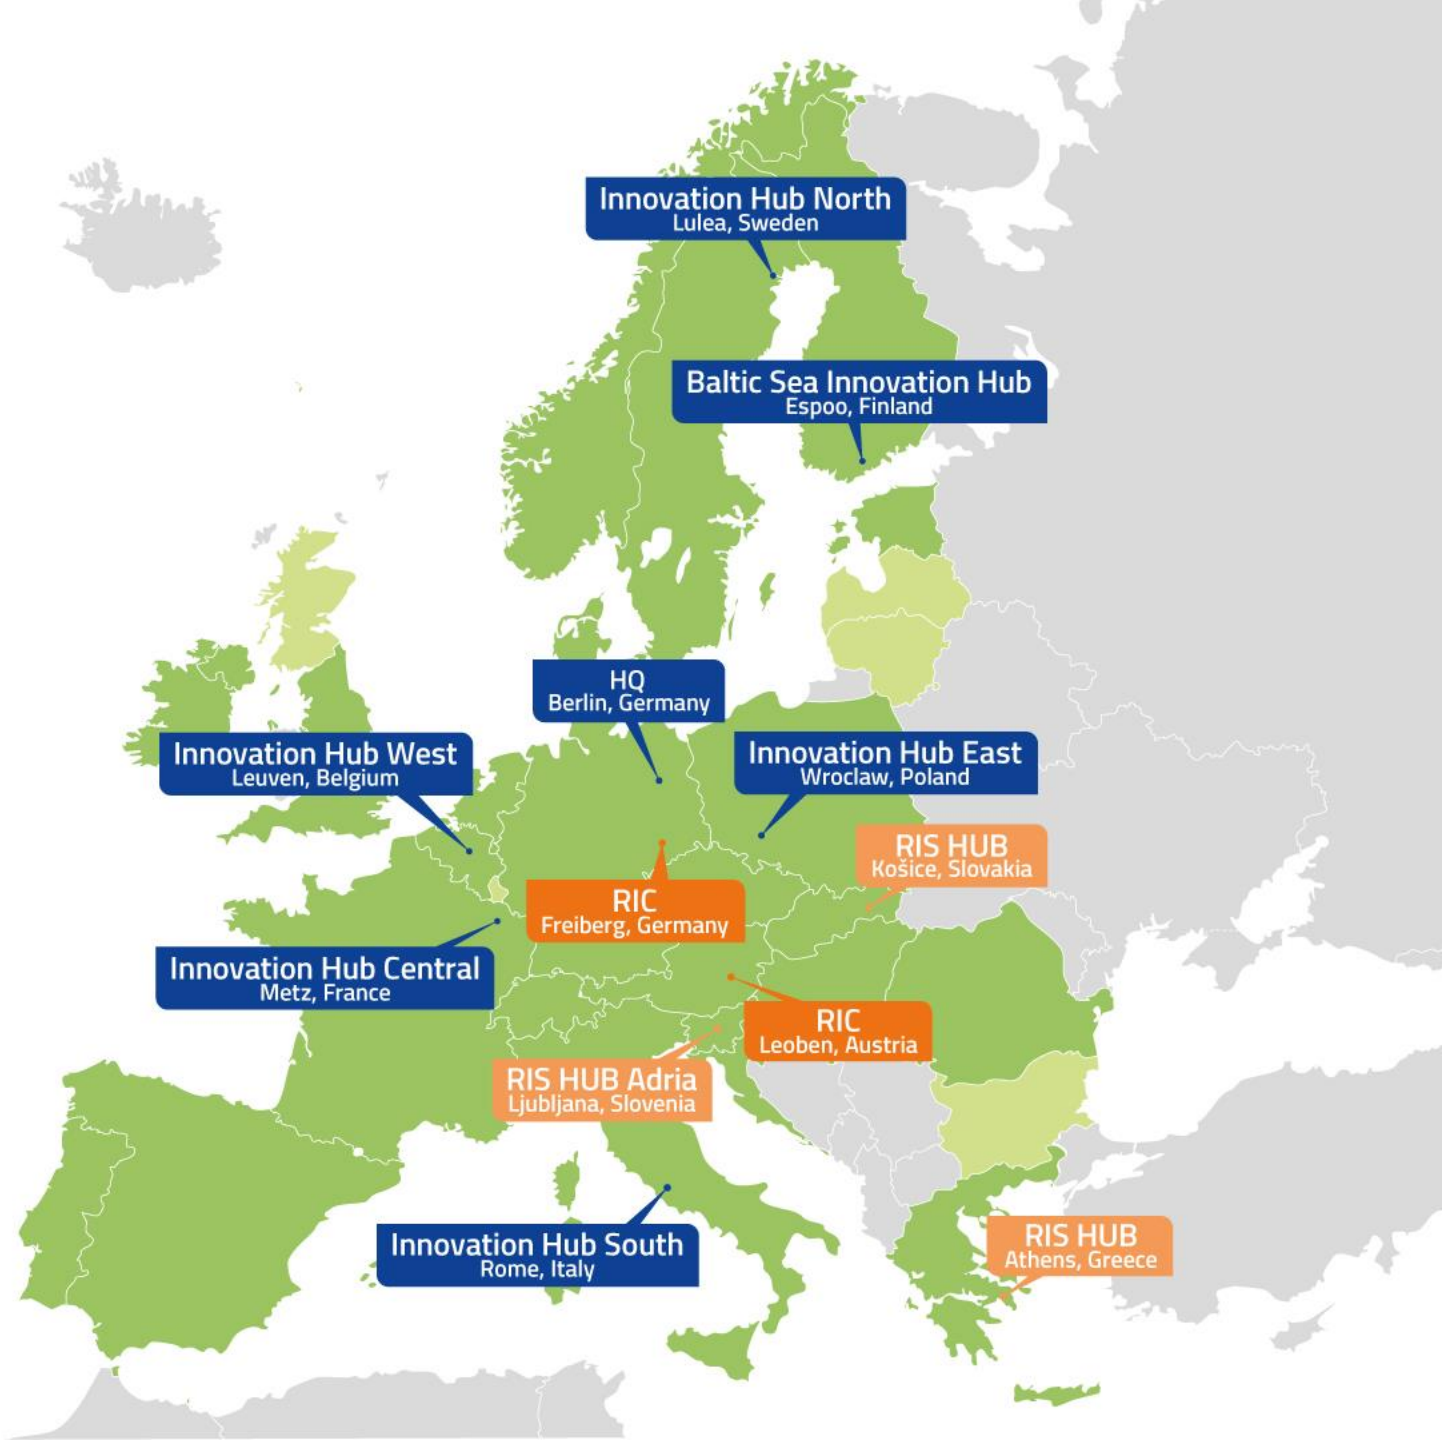 Innovation Hub North
Lulea, Sweden
Baltic Sea Innovation Hub
Espoo, Finland
HQ
Berlin, Germany
Innovation Hub West
Leuven, Belgium
Innovation Hub East
Wroclaw, Poland
RIS HUB
Košice, Slovakia
RIC
Freiberg, Germany
Innovation Hub Central
Metz, France
RIC
Leoben, Austria
RIS HUB Adria
Ljubljana, Slovenia
Innovation Hub South
Rome, Italy
RIS HUB
Athens, Greece